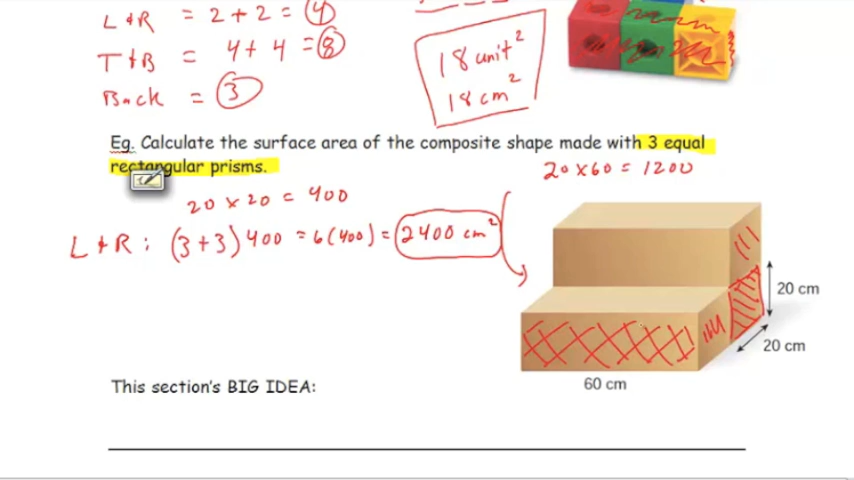 L & R = 2 + 2 = 4
T & B = 4 + 4 = 8
Back = 3
18 unit²
18 cm²
Eg. Calculate the surface area of the composite shape made with 3 equal
rectangular prisms.
20 x 60 = 1200
20 x 20 = 400
L & R : (3+3) 400 = 6(400) = 2400 cm²
20 cm
20 cm
60 cm
This section's BIG IDEA: